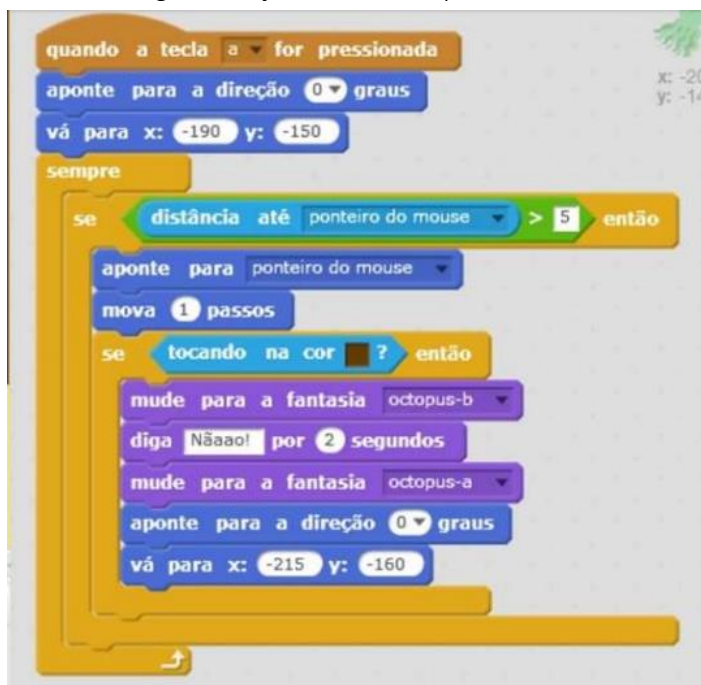 quando a tecla a for pressionada
aponte para a direção 0 graus
vá para x: -190 y: -150
sempre
se distância até ponteiro do mouse > 5 então
aponte para ponteiro do mouse
mova 1 passos
se tocando na cor ? então
mude para a fantasia octopus-b
diga Nãaao! por 2 segundos
mude para a fantasia octopus-a
aponte para a direção 0 graus
vá para x: -215 y: -160